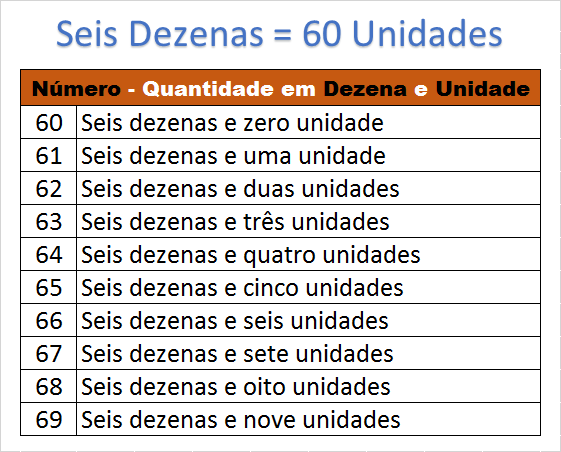 Seis Dezenas = 60 Unidades
Número - Quantidade em Dezena e Unidade
60 Seis dezenas e zero unidade
61 Seis dezenas e uma unidade
62 Seis dezenas e duas unidades
63 Seis dezenas e três unidades
64 Seis dezenas e quatro unidades
65 Seis dezenas e cinco unidades
66 Seis dezenas e seis unidades
67 Seis dezenas e sete unidades
68 Seis dezenas e oito unidades
69 Seis dezenas e nove unidades